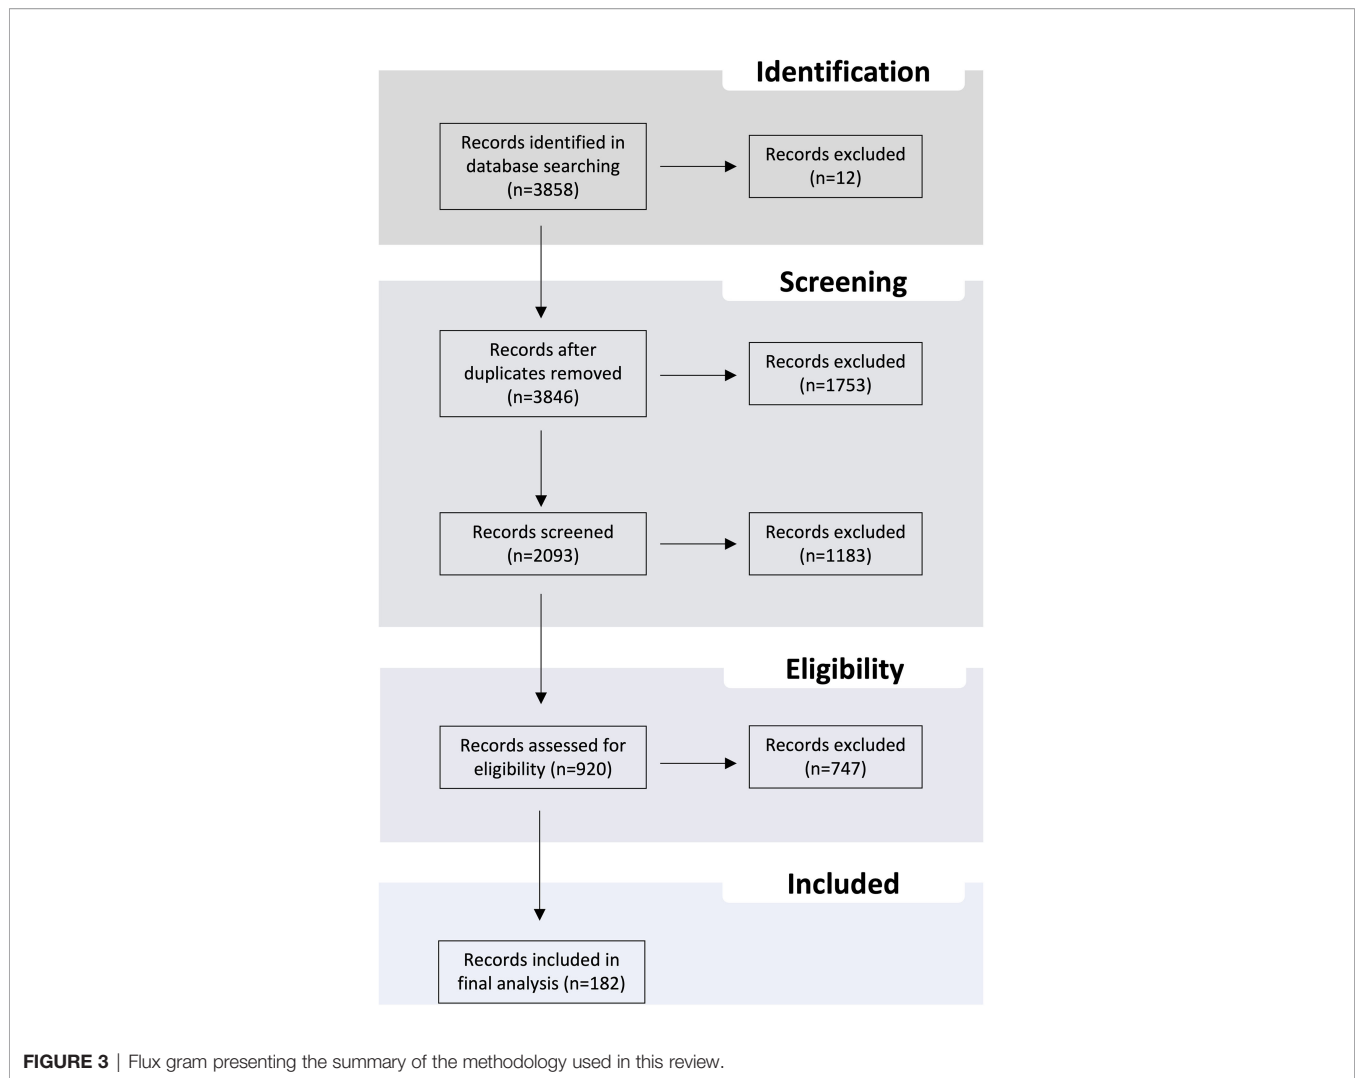 Identification
Records identified in
database searching
(n=3858)
Records excluded
(n=12)
Screening
Records after
duplicates removed
(n=3846)
Records excluded
(n=1753)
Records screened
(n=2093)
Records excluded
(n=1183)
Eligibility
Records assessed for
eligibility (n=920)
Records excluded
(n=747)
Included
Records included in
final analysis (n=182)
FIGURE 3 | Flux gram presenting the summary of the methodology used in this review.